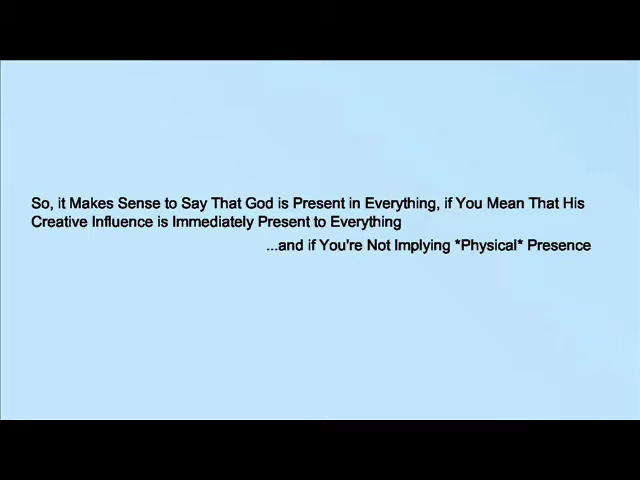 So, it Makes Sense to Say That God is Present in Everything, if You Mean That His
Creative Influence is Immediately Present to Everything
...and if You're Not Implying *Physical* Presence